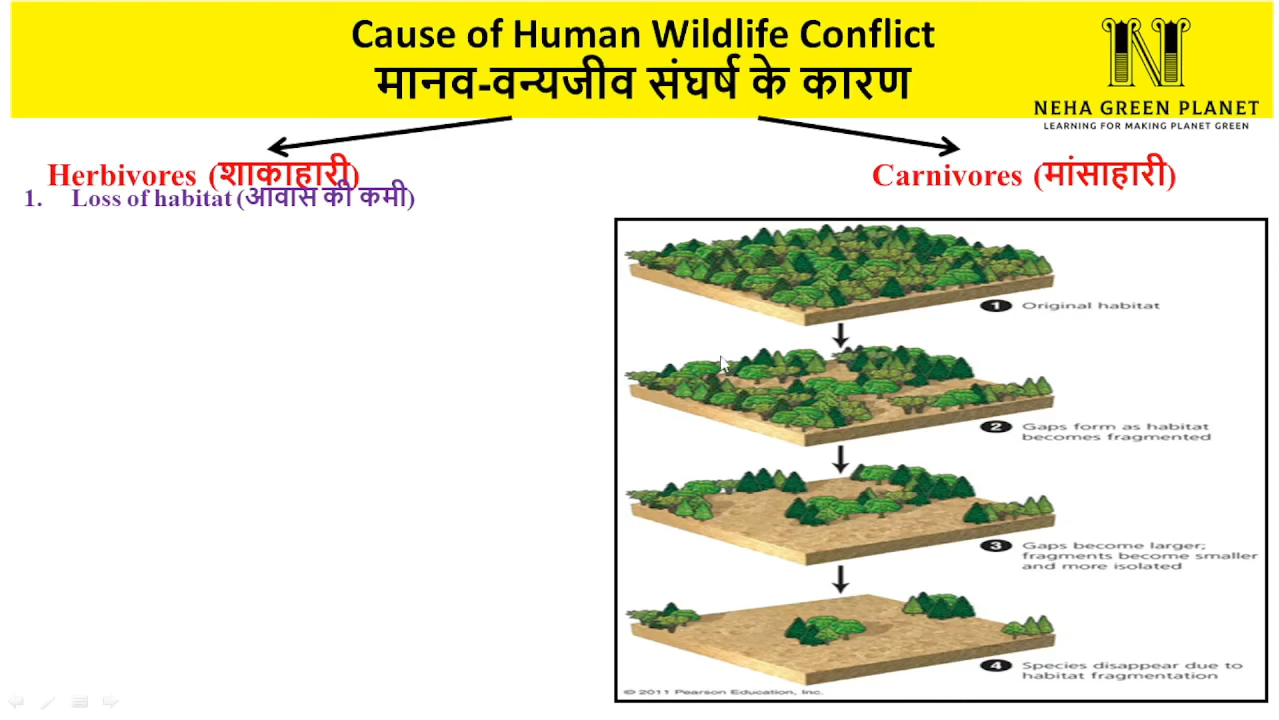 Cause of Human Wildlife Conflict
मानव-वन्यजीव संघर्ष के कारण
N
NEHA GREEN PLANET
LEARNING FOR MAKING PLANET GREEN
Herbivores (शाकाहारी)
Carnivores (मांसाहारी)
1. Loss of habitat (आवास की कमी)
1 Original habitat
2 Gaps form as habitat
becomes fragmented
3 Gaps become larger;
fragments become smaller
and more isolated
4 Species disappear due to
habitat fragmentation
© 2011 Pearson Education, Inc.